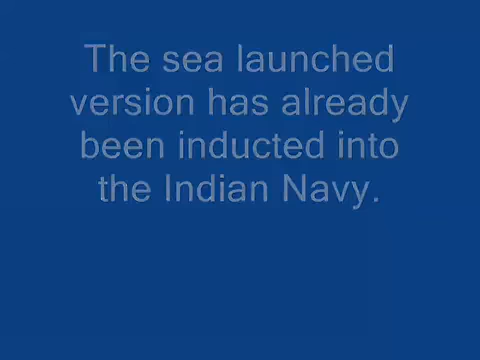 The sea launched
version has already
been inducted into
the Indian Navy.